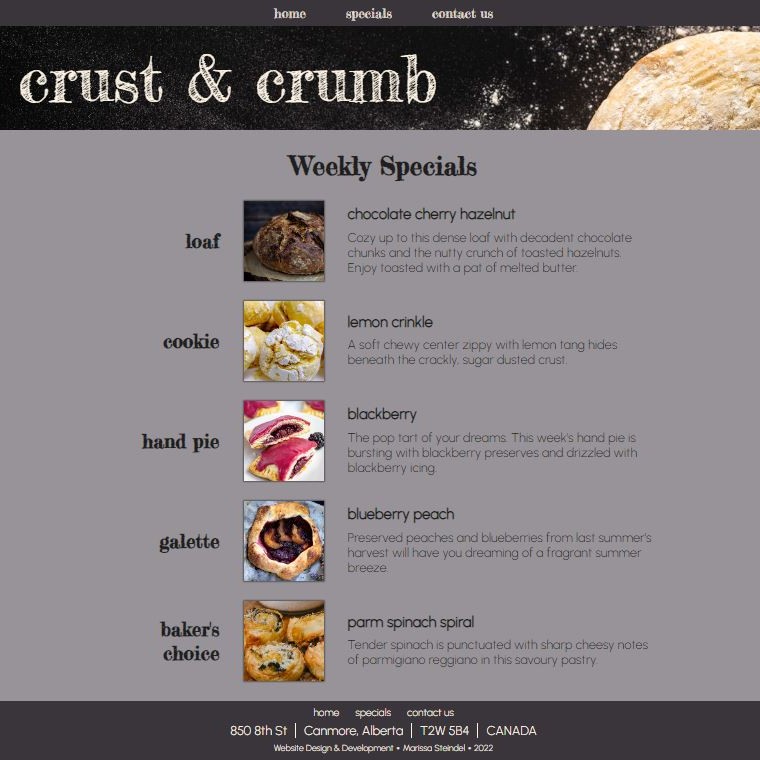 home specials contact us
crust & crumb
Weekly Specials
loaf
chocolate cherry hazelnut
Cozy up to this dense loaf with decadent chocolate
chunks and the nutty crunch of toasted hazelnuts.
Enjoy toasted with a pat of melted butter.
cookie
lemon crinkle
A soft chewy center zippy with lemon tang hides
beneath the crackly, sugar dusted crust.
hand pie
blackberry
The pop tart of your dreams. This week's hand pie is
bursting with blackberry preserves and drizzled with
blackberry icing.
galette
blueberry peach
Preserved peaches and blueberries from last summer's
harvest will have you dreaming of a fragrant summer
breeze.
baker's
choice
parm spinach spiral
Tender spinach is punctuated with sharp cheesy notes
of parmigiano reggiano in this savoury pastry.
home specials contact us
850 8th St | Canmore, Alberta | T2W 5B4 | CANADA
Website Design & Development • Marissa Steindel • 2022